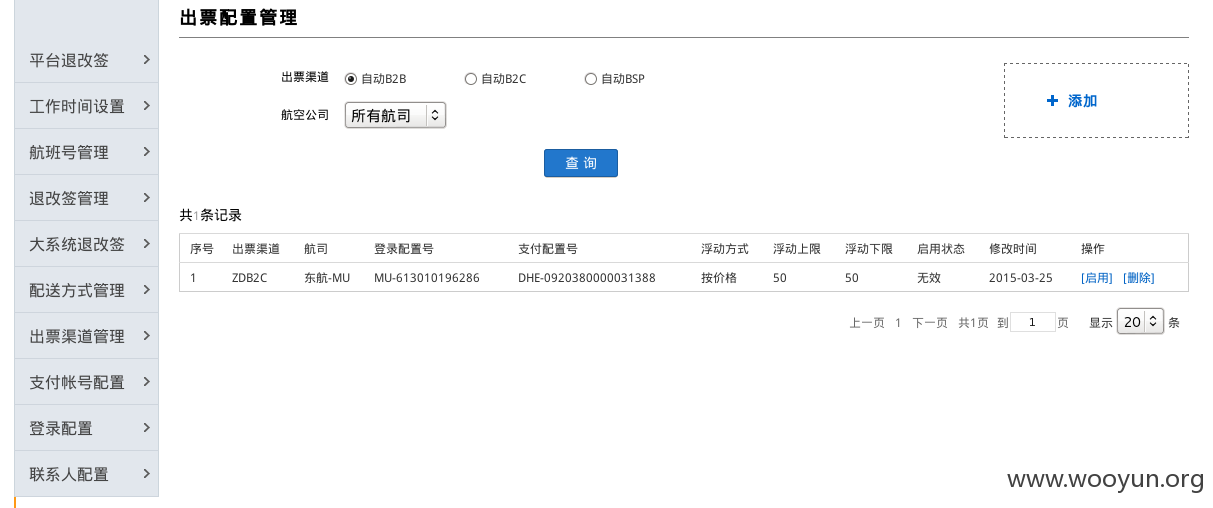 出票配置管理
平台退改签
工作时间设置
航班号管理
退改签管理
大系统退改签
配送方式管理
出票渠道管理
支付帐号配置
登录配置
联系人配置
出票渠道 自动B2B 自动B2C 自动BSP
航空公司 所有航司
+ 添加
查 询
共1条记录
序号 出票渠道 航司 登录配置号 支付配置号 浮动方式 浮动上限 浮动下限 启用状态 修改时间 操作
1 ZDB2C 东航-MU MU-613010196286 DHE-0920380000031388 按价格 50 50 无效 2015-03-25 [启用] [删除]
上一页 1 下一页 共1页 到 1 页 显示 20 条
www.wooyun.org